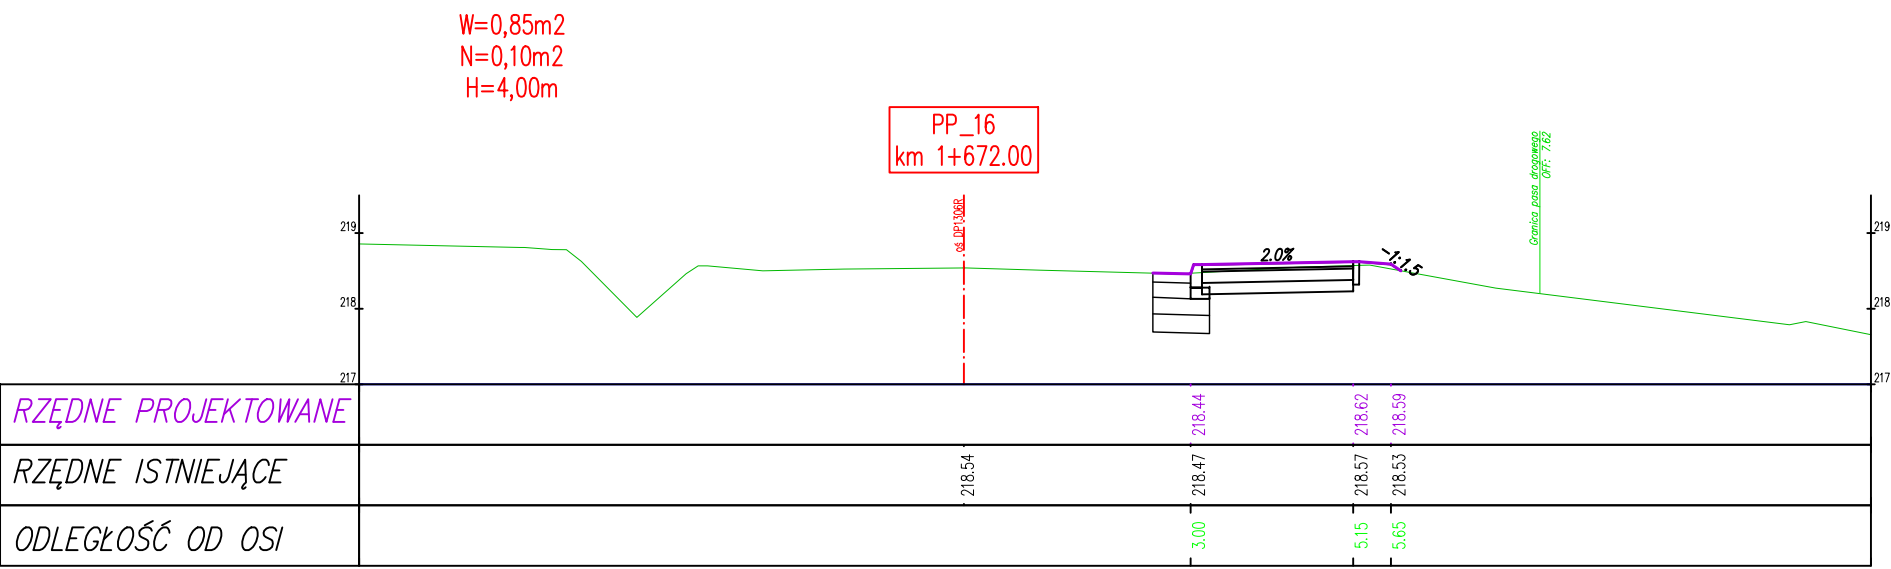 W=0,85m2
N=0,10m2
H=4,00m
PP_16
km 1+672.00
Granica pasa drogowego
OFF: 7.62
oś DP1306R
219
219
2.0%
-1:1.5
218
218
217
217
RZĘDNE PROJEKTOWANE
218.44
218.62
218.59
RZĘDNE ISTNIEJĄCE
218.54
218.47
218.57
218.53
ODLEGŁOŚĆ OD OSI
3.00
5.15
5.65